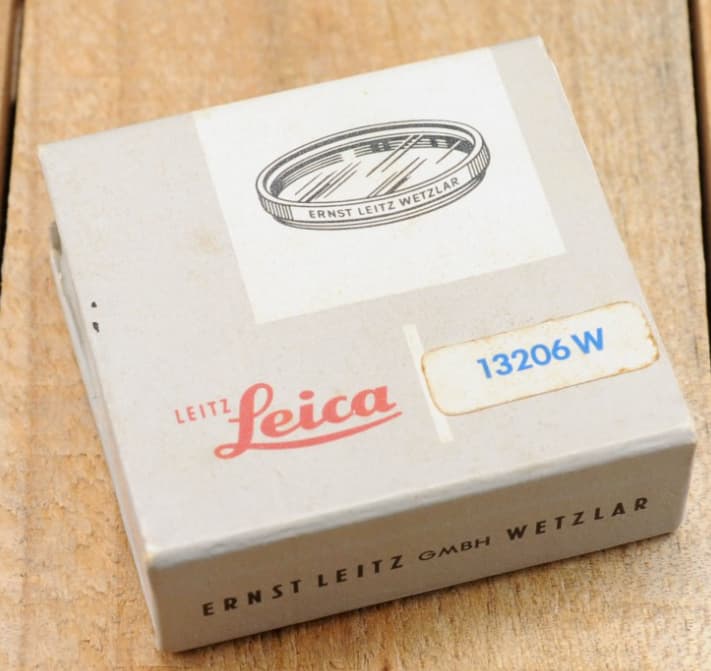 ERNST LEITZ WETZLAR
LEITZ Leica
13206 W
ERNST LEITZ GMBH WETZLAR